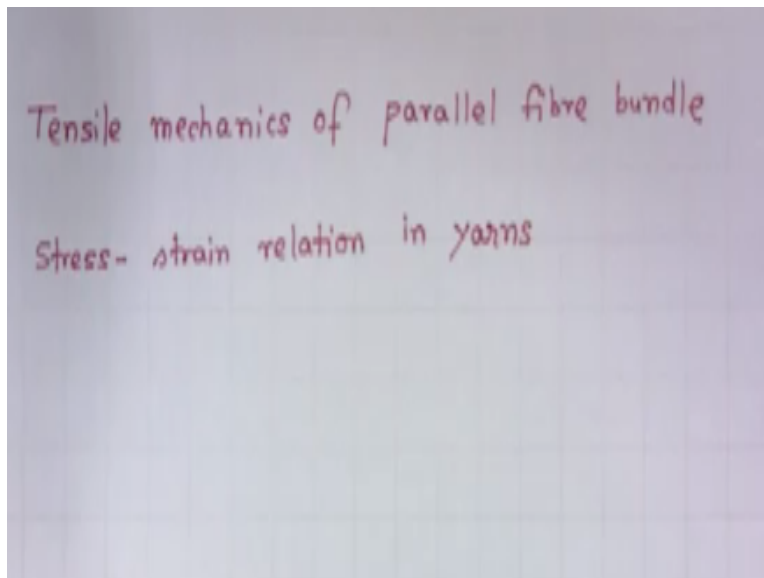 Tensile mechanics of parallel fibre bundle
Stress- strain relation in yarns